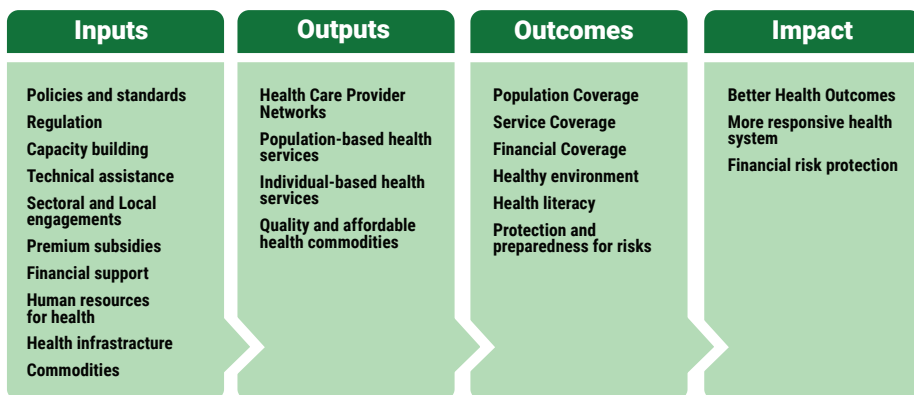 Inputs
Policies and standards
Regulation
Capacity building
Technical assistance
Sectoral and Local
engagements
Premium subsidies
Financial support
Human resources
for health
Health infrastracture
Commodities
Outputs
Health Care Provider
Networks
Population-based health
services
Individual-based health
services
Quality and affordable
health commodities
Outcomes
Population Coverage
Service Coverage
Financial Coverage
Healthy environment
Health literacy
Protection and
preparedness for risks
Impact
Better Health Outcomes
More responsive health
system
Financial risk protection